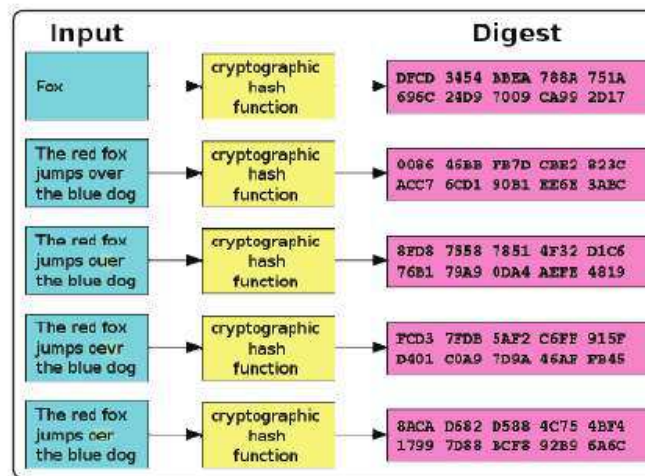 Input
Digest
Fox
cryptographic
hash
function
DFCD 3454 BBEA 788A 751A
696C 24D9 7009 CA99 2D17
The red fox
jumps over
the blue dog
cryptographic
hash
function
0086 46BB FB7D CBE2 823C
ACC7 6CD1 90B1 EE6E 3ABC
The red fox
jumps ouer
the blue dog
cryptographic
hash
function
8FD8 7558 7851 4F32 D1C6
76B1 79A9 0DA4 AEFE 4819
The red fox
jumps oevr
the blue dog
cryptographic
hash
function
FCD3 7FDB 5AF2 C6FF 915F
D401 C0A9 7D9A 46AF FB45
The red fox
jumps oer
the blue dog
cryptographic
hash
function
8ACA D682 D588 4C75 4BF4
1799 7D88 BCF8 92B9 6A6C